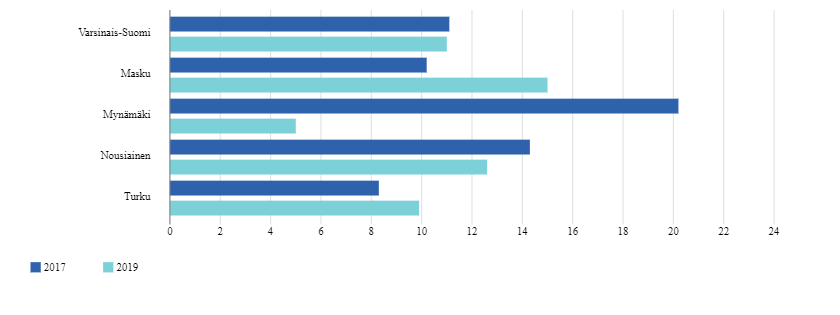 Varsinais-Suomi
Masku
Mynämäki
Nousiainen
Turku
0 2 4 6 8 10 12 14 16 18 20 22 24
2017 2019